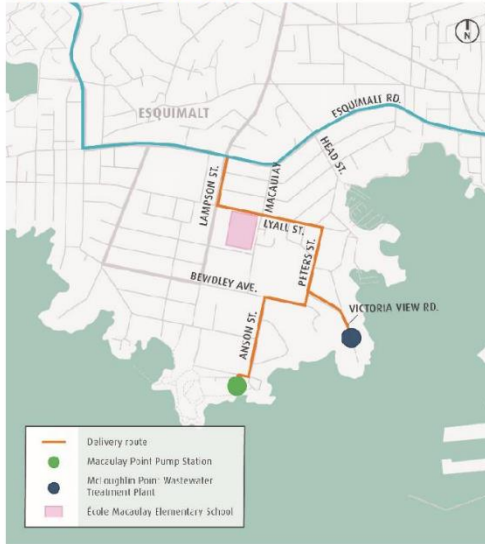 N
ESQUIMALT
ESQUIMALT RD.
HEAD ST.
LAMPSON ST.
MACAULAY
LYALL ST.
PETERS ST.
BEWDLEY AVE.
VICTORIA VIEW RD.
ANSON ST.
Delivery route
Macaulay Point Pump Station
McLoughlin Point Wastewater
Treatment Plant
École Macaulay Elementary School